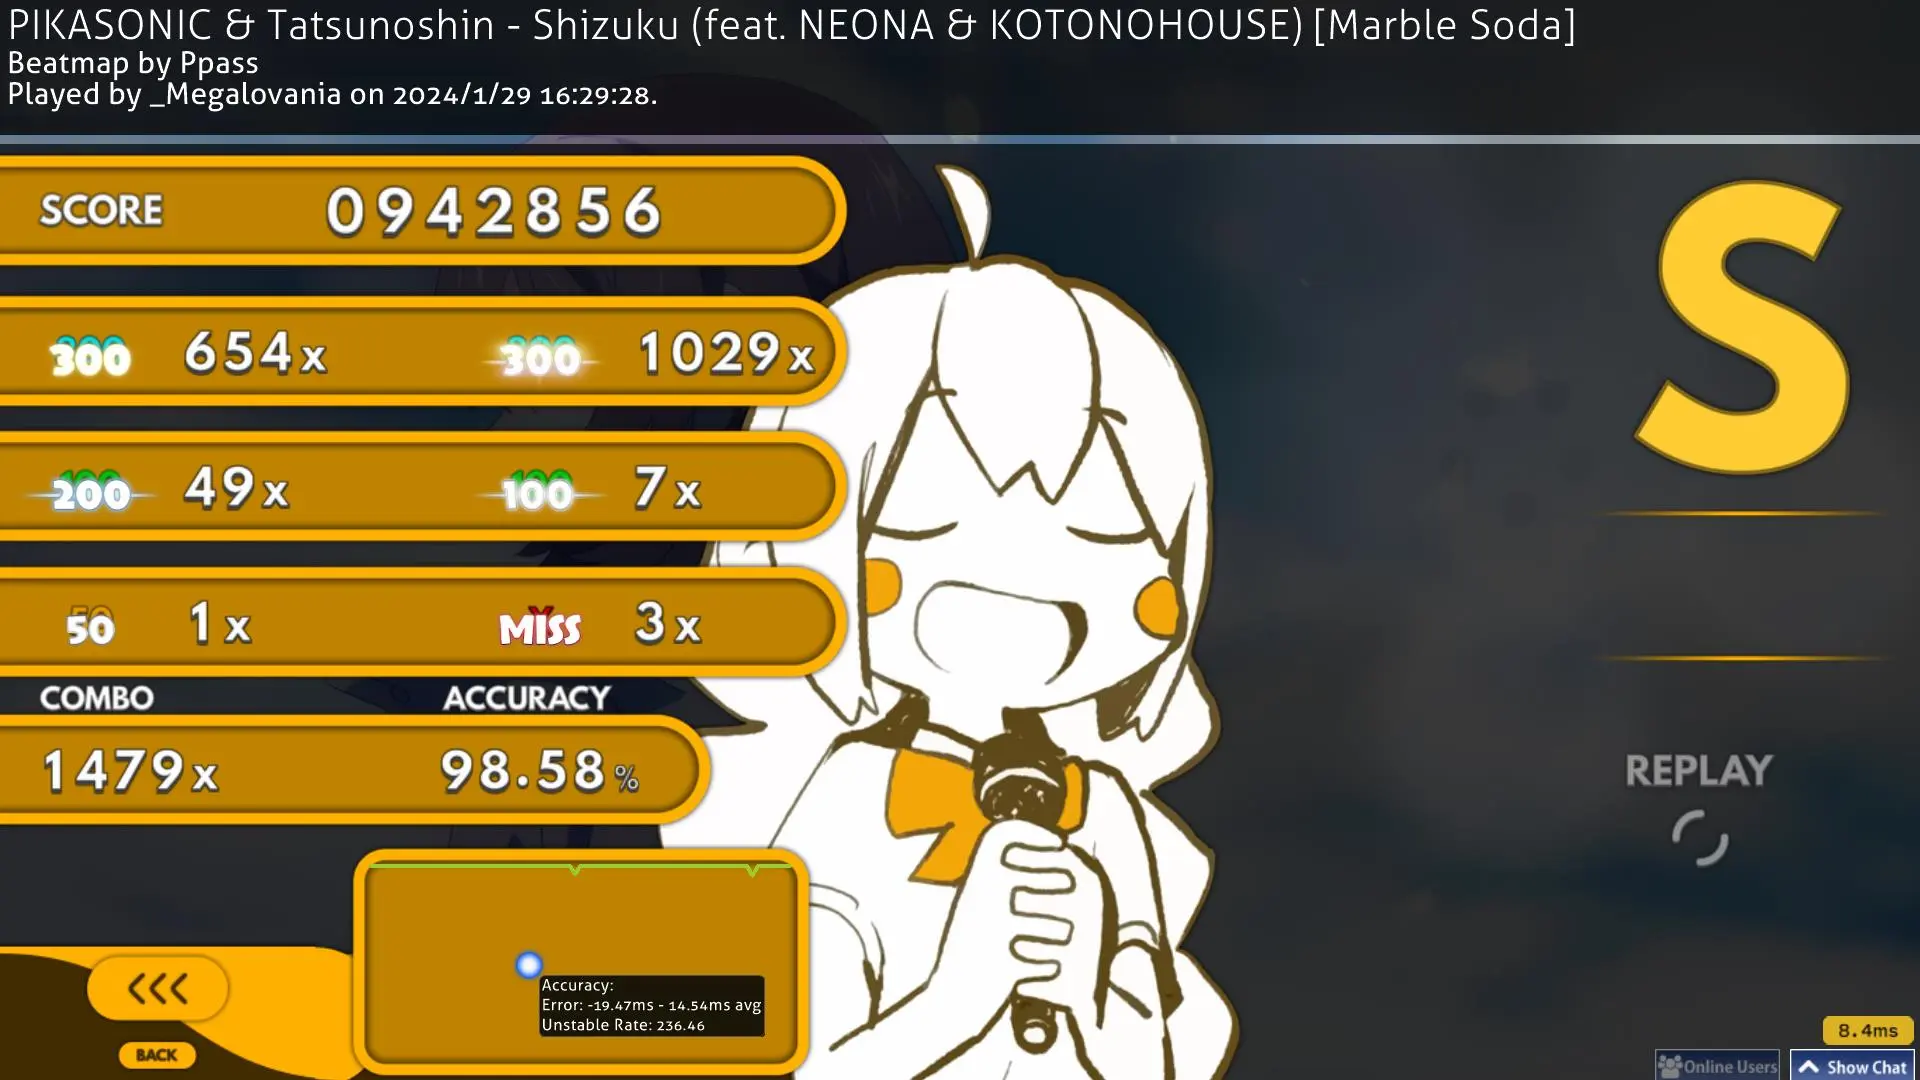 PIKASONIC & Tatsunoshin - Shizuku (feat. NEONA & KOTONOHOUSE) [Marble Soda]
Beatmap by Ppass
Played by _Megalovania on 2024/1/29 16:29:28.
SCORE 0942856
300 654x 300 1029x
200 49x 100 7x
50 1x MISS 3x
COMBO ACCURACY
1479x 98.58%
REPLAY
Accuracy:
Error: -19.47ms - 14.54ms avg
Unstable Rate: 236.46
BACK
8.4ms
Online Users Show Chat
S